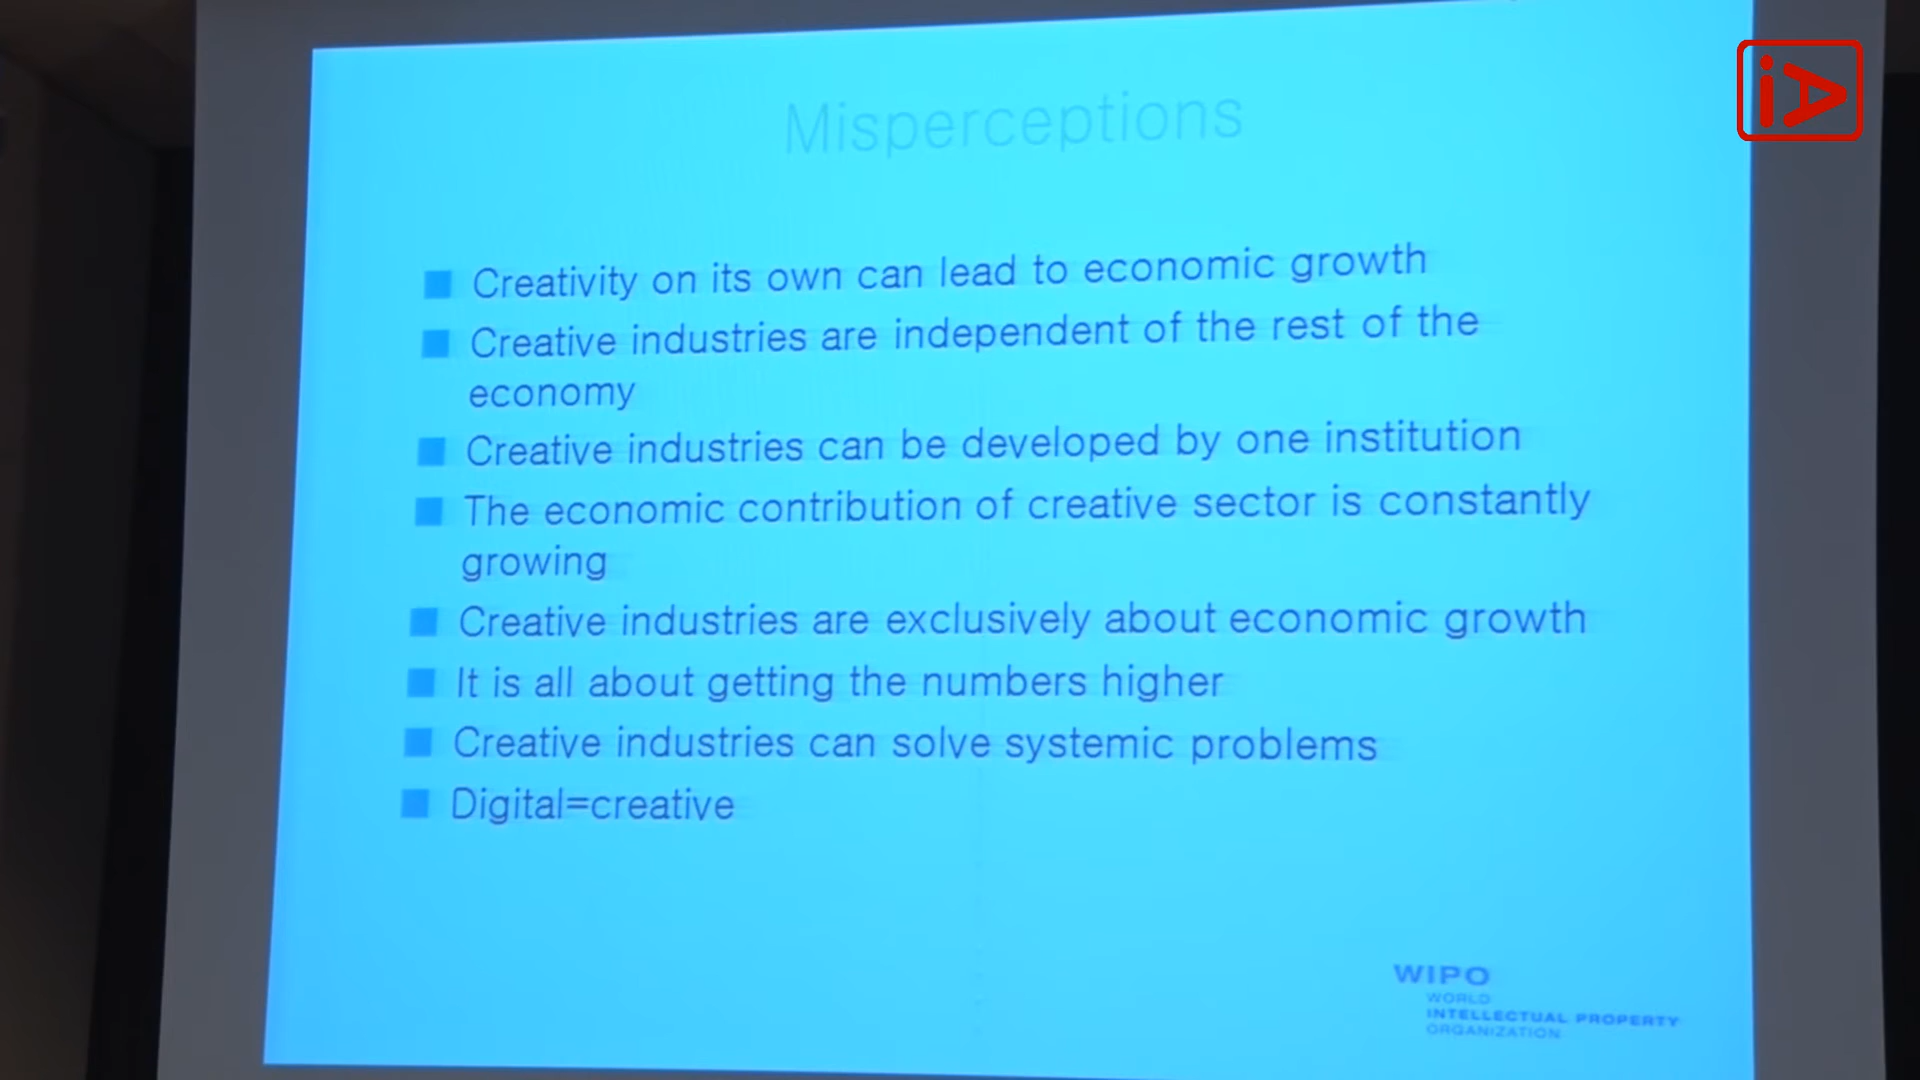 iA
Misperceptions
Creativity on its own can lead to economic growth
Creative industries are independent of the rest of the
economy
Creative industries can be developed by one institution
The economic contribution of creative sector is constantly
growing
Creative industries are exclusively about economic growth
It is all about getting the numbers higher
Creative industries can solve systemic problems
Digital=creative
WIPO
WORLD
INTELLECTUAL PROPERTY
ORGANIZATION